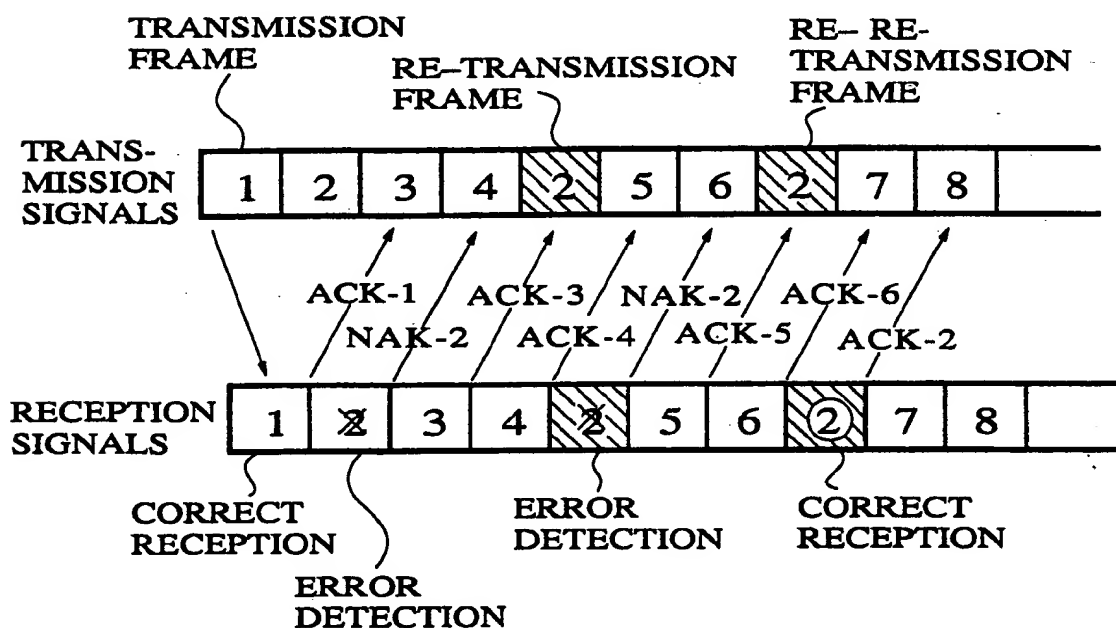 TRANSMISSION
FRAME
RE-TRANSMISSION
FRAME
RE- RE-
TRANSMISSION
FRAME
TRANS-
MISSION
SIGNALS
1 2 3 4 2 5 6 2 7 8
ACK-1 ACK-3 NAK-2 ACK-6
NAK-2 ACK-4 ACK-5 ACK-2
RECEPTION
SIGNALS
1 2 3 4 2 5 6 2 7 8
CORRECT
RECEPTION
ERROR
DETECTION
ERROR
DETECTION
CORRECT
RECEPTION